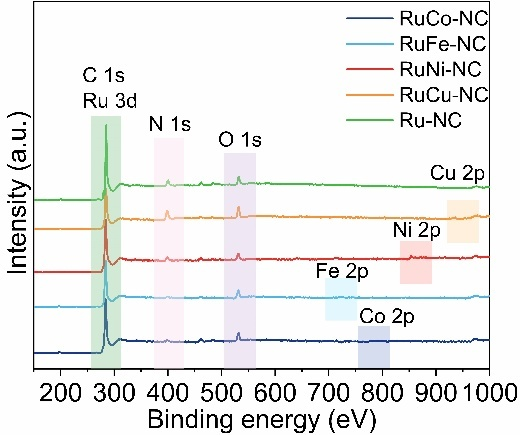 RuCo-NC
RuFe-NC
RuNi-NC
RuCu-NC
Ru-NC
C 1s
Ru 3d
N 1s
O 1s
Cu 2p
Ni 2p
Fe 2p
Co 2p
Intensity (a.u.)
200 300 400 500 600 700 800 900 1000
Binding energy (eV)